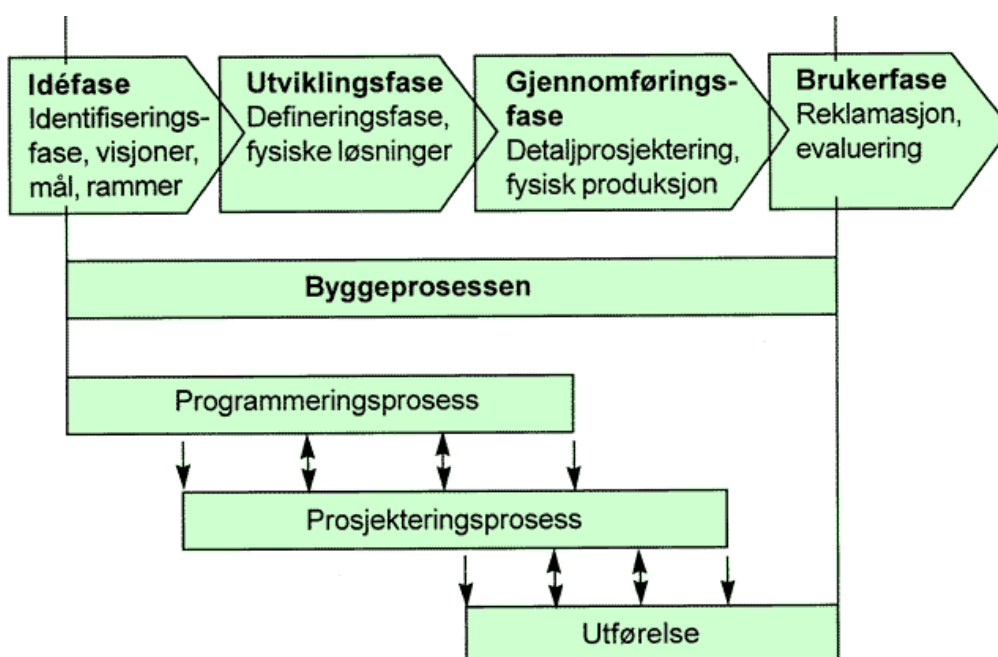 Idéfase
Identifiserings-
fase, visjoner,
mål, rammer
Utviklingsfase
Defineringsfase,
fysiske løsninger
Gjennomførings-
fase
Detaljprosjektering,
fysisk produksjon
Brukerfase
Reklamasjon,
evaluering
Byggeprosessen
Programmeringsprosess
Prosjekteringsprosess
Utførelse